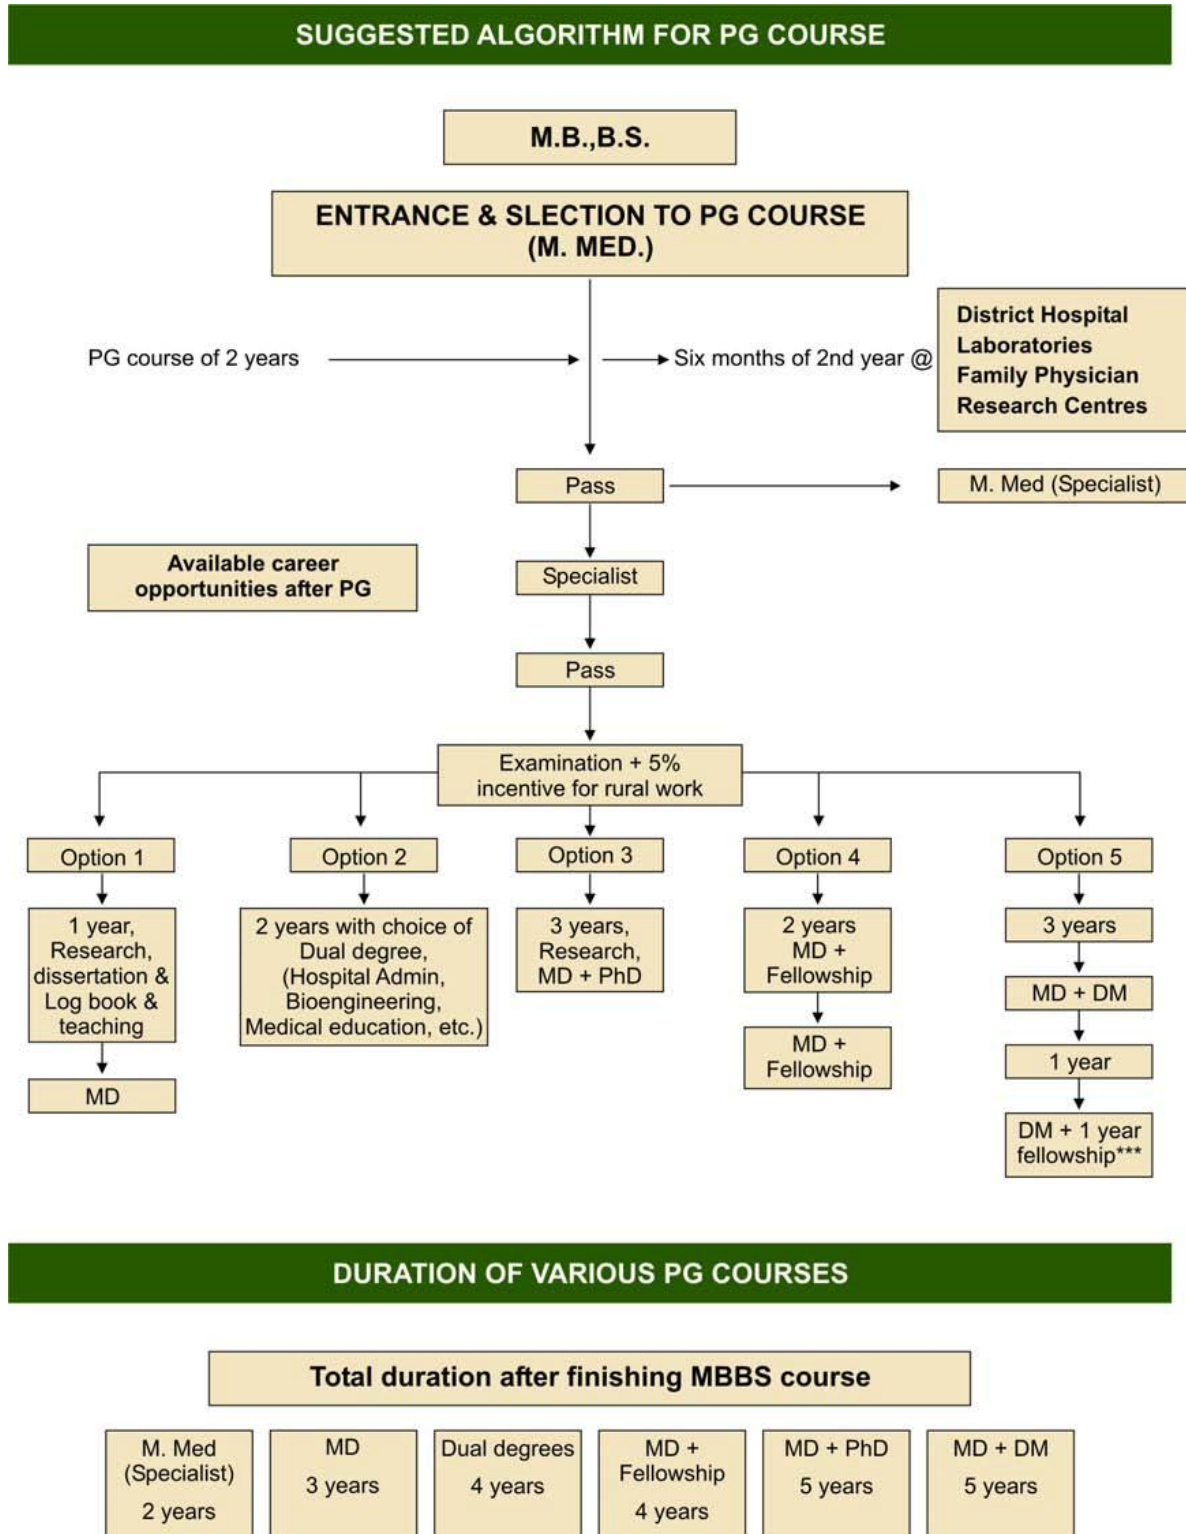 SUGGESTED ALGORITHM FOR PG COURSE
M.B.,B.S.
ENTRANCE & SLECTION TO PG COURSE
(M. MED.)
PG course of 2 years
Six months of 2nd year @
District Hospital
Laboratories
Family Physician
Research Centres
Pass
M. Med (Specialist)
Available career
opportunities after PG
Specialist
Pass
Examination + 5%
incentive for rural work
Option 1
Option 2
Option 3
Option 4
Option 5
1 year,
Research,
dissertation &
Log book &
teaching
MD
2 years with choice of
Dual degree,
(Hospital Admin,
Bioengineering,
Medical education, etc.)
3 years,
Research,
MD + PhD
2 years
MD +
Fellowship
MD +
Fellowship
3 years
MD + DM
1 year
DM + 1 year
fellowship***
DURATION OF VARIOUS PG COURSES
Total duration after finishing MBBS course
M. Med
(Specialist)
2 years
MD
3 years
Dual degrees
4 years
MD +
Fellowship
4 years
MD + PhD
5 years
MD + DM
5 years